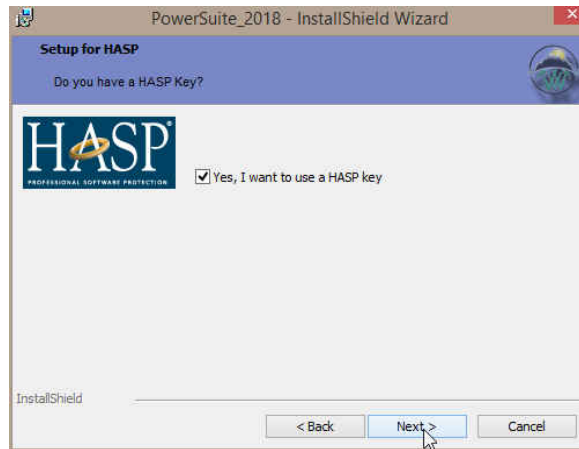 PowerSuite_2018 - InstallShield Wizard
Setup for HASP
Do you have a HASP Key?
HASP®
PROFESSIONAL SOFTWARE PROTECTION
Yes, I want to use a HASP key
InstallShield
< Back Next > Cancel